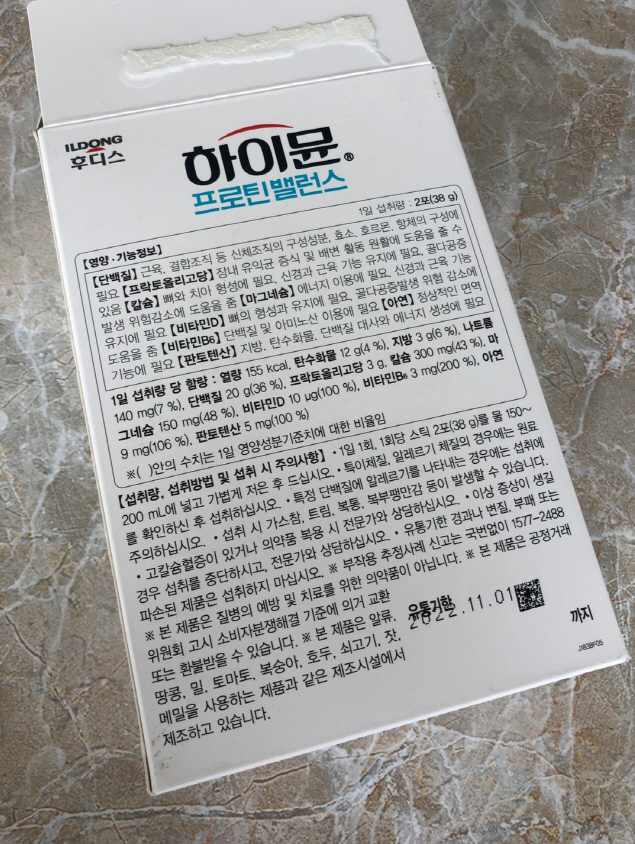 ILDONG
후디스
하이뮨®
프로틴밸런스
1일 섭취량 : 2포(38 g)
【영양·기능정보】
【단백질】 근육, 결합조직 등 신체조직의 구성성분, 효소, 호르몬, 항체의 구성에
필요 【프락토올리고당】 장내 유익균 증식 및 배변 활동 원활에 도움을 줄 수
있음 【칼슘】 뼈와 치아 형성에 필요, 신경과 근육 기능 유지에 필요, 골다공증
발생 위험감소에 도움을 줌 【마그네슘】 에너지 이용에 필요, 신경과 근육 기능
유지에 필요 【비타민D】 뼈의 형성과 유지에 필요, 골다공증발생 위험 감소에
도움을 줌 【비타민B₆】 단백질 및 아미노산 이용에 필요 【아연】 정상적인 면역
기능에 필요 【판토텐산】 지방, 탄수화물, 단백질 대사와 에너지 생성에 필요
1일 섭취량 당 함량 : 열량 155 kcal, 탄수화물 12 g(4 %), 지방 3 g(6 %), 나트륨
140 mg(7 %), 단백질 20 g(36 %), 프락토올리고당 3 g, 칼슘 300 mg(43 %), 마
그네슘 150 mg(48 %), 비타민D 10 μg(100 %), 비타민B₆ 3 mg(200 %), 아연
9 mg(106 %), 판토텐산 5 mg(100 %)
※( )안의 수치는 1일 영양성분기준치에 대한 비율임
【섭취량, 섭취방법 및 섭취 시 주의사항】 • 1일 1회, 1회당 스틱 2포(38 g)를 물 150~
200 mL에 넣고 가볍게 저은 후 드십시오. • 특이체질, 알레르기 체질의 경우에는 원료
를 확인하신 후 섭취하십시오. • 특정 단백질에 알레르기를 나타내는 경우에는 섭취에
주의하십시오. • 섭취 시 가스참, 트림, 복통, 복부팽만감 등이 발생할 수 있습니다.
• 고칼슘혈증이 있거나 의약품 복용 시 전문가와 상담하십시오. • 이상 증상이 생길
경우 섭취를 중단하시고, 전문가와 상담하십시오. • 유통기한 경과나 변질, 부패 또는
파손된 제품은 섭취하지 마십시오. ※ 부작용 추정사례 신고는 국번없이 1577-2488
※ 본 제품은 질병의 예방 및 치료를 위한 의약품이 아닙니다. ※ 본 제품은 공정거래
위원회 고시 소비자분쟁해결 기준에 의거 교환
또는 환불받을 수 있습니다. ※ 본 제품은 알류,
땅콩, 밀, 토마토, 복숭아, 호두, 쇠고기, 잣,
메밀을 사용하는 제품과 같은 제조시설에서
제조하고 있습니다.
유통기한
2022.11.01
까지